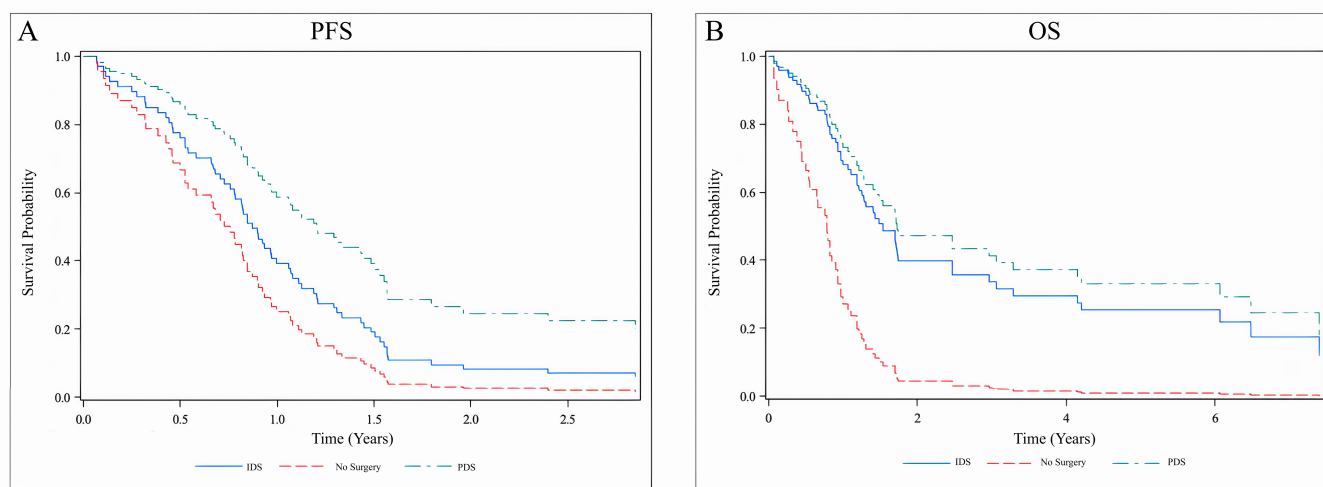 A
PFS
Survival Probability
1.0
0.8
0.6
0.4
0.2
0.0
0.0 0.5 1.0 1.5 2.0 2.5
Time (Years)
IDS No Surgery PDS
B
OS
Survival Probability
1.0
0.8
0.6
0.4
0.2
0.0
0 2 4 6
Time (Years)
IDS No Surgery PDS